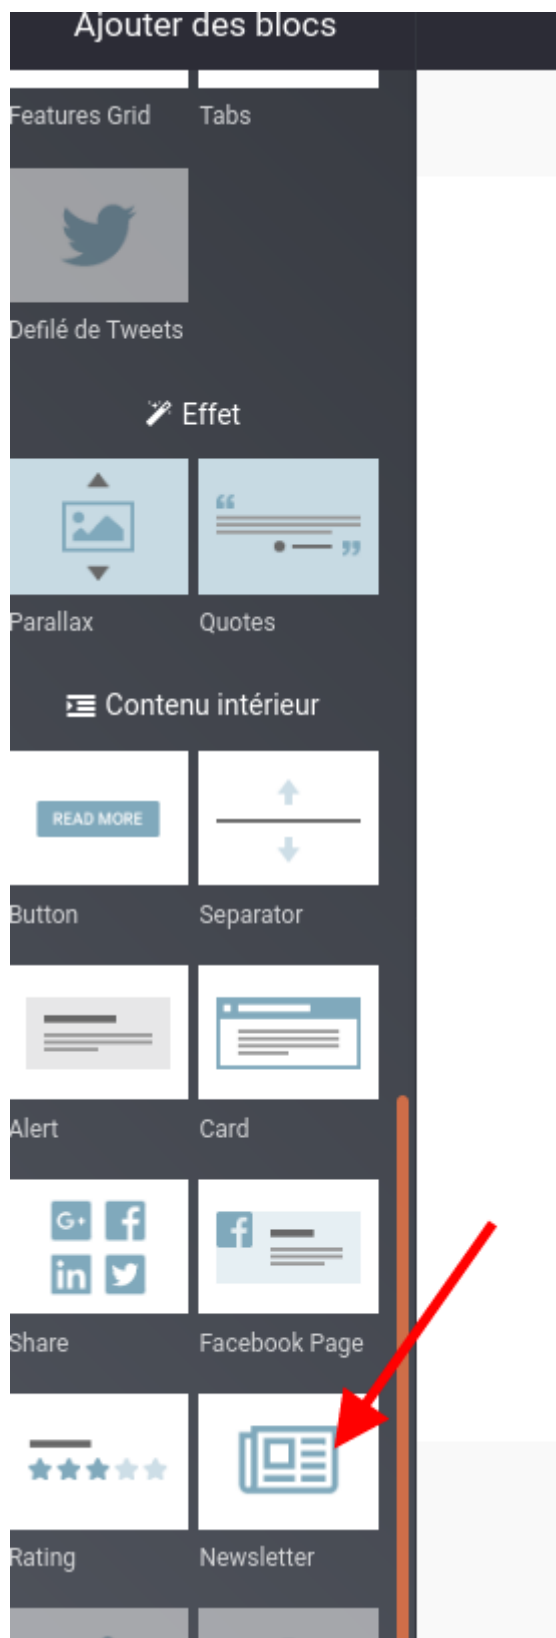 Ajouter des blocs
Features Grid
Tabs
Defilé de Tweets
Effet
Parallax
Quotes
Contenu intérieur
READ MORE
Button
Separator
Alert
Card
G+
in
Share
Facebook Page
Rating
Newsletter